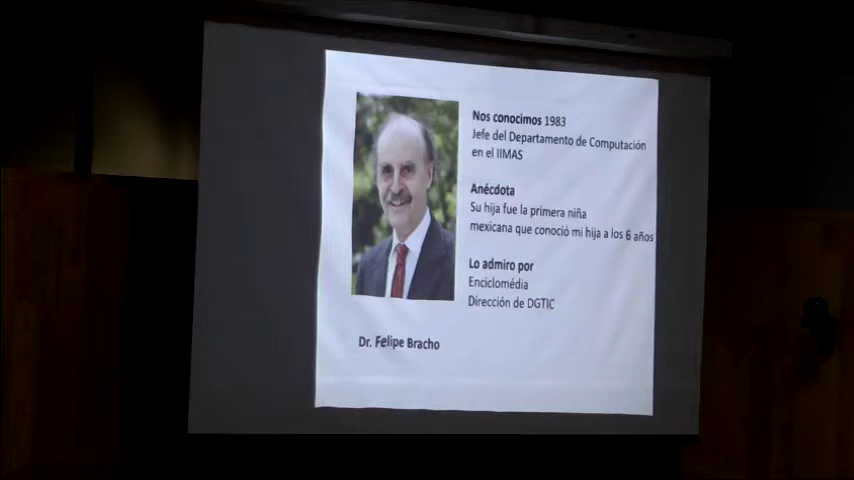 Nos conocimos 1983
Jefe del Departamento de Computación
en el IIMAS
Anécdota
Su hija fue la primera niña
mexicana que conoció mi hija a los 6 años
Lo admiro por
Enciclomédia
Dirección de DGTIC
Dr. Felipe Bracho